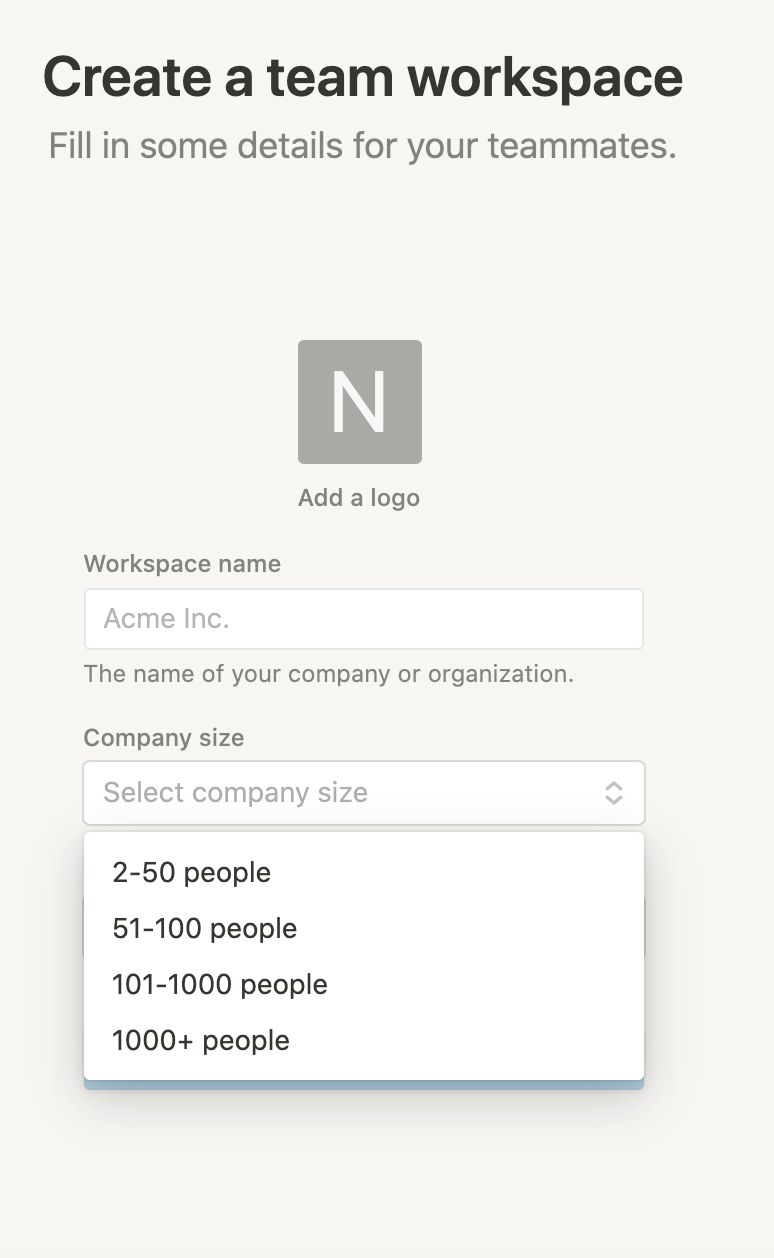 Create a team workspace
Fill in some details for your teammates.
N
Add a logo
Workspace name
Acme Inc.
The name of your company or organization.
Company size
Select company size
2-50 people
51-100 people
101-1000 people
1000+ people